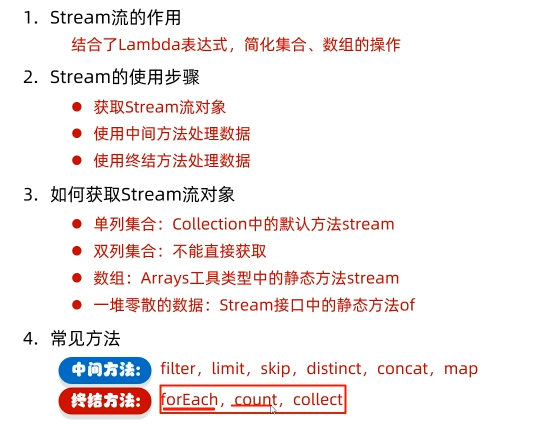 1. Stream流的作用
结合了Lambda表达式，简化集合、数组的操作
2. Stream的使用步骤
● 获取Stream流对象
● 使用中间方法处理数据
● 使用终结方法处理数据
3. 如何获取Stream流对象
● 单列集合：Collection中的默认方法stream
● 双列集合：不能直接获取
● 数组：Arrays工具类型中的静态方法stream
● 一堆零散的数据：Stream接口中的静态方法of
4. 常见方法
中间方法： filter，limit，skip，distinct，concat，map
终结方法： forEach，count，collect